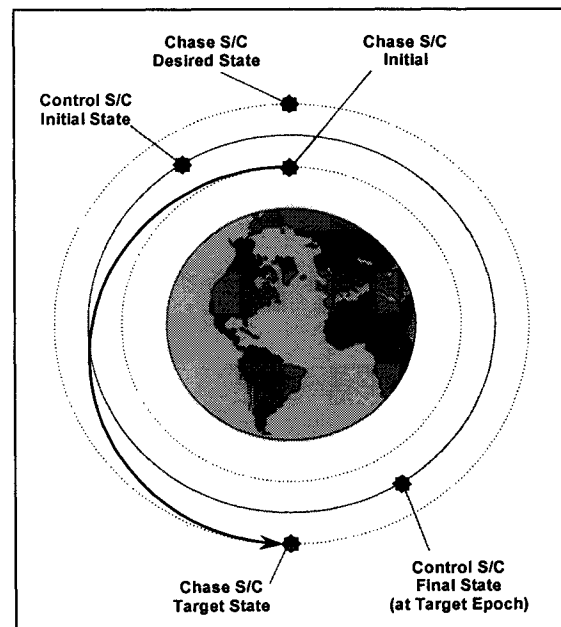 Chase S/C
Desired State
Chase S/C
Initial
Control S/C
Initial State
Chase S/C
Target State
Control S/C
Final State
(at Target Epoch)